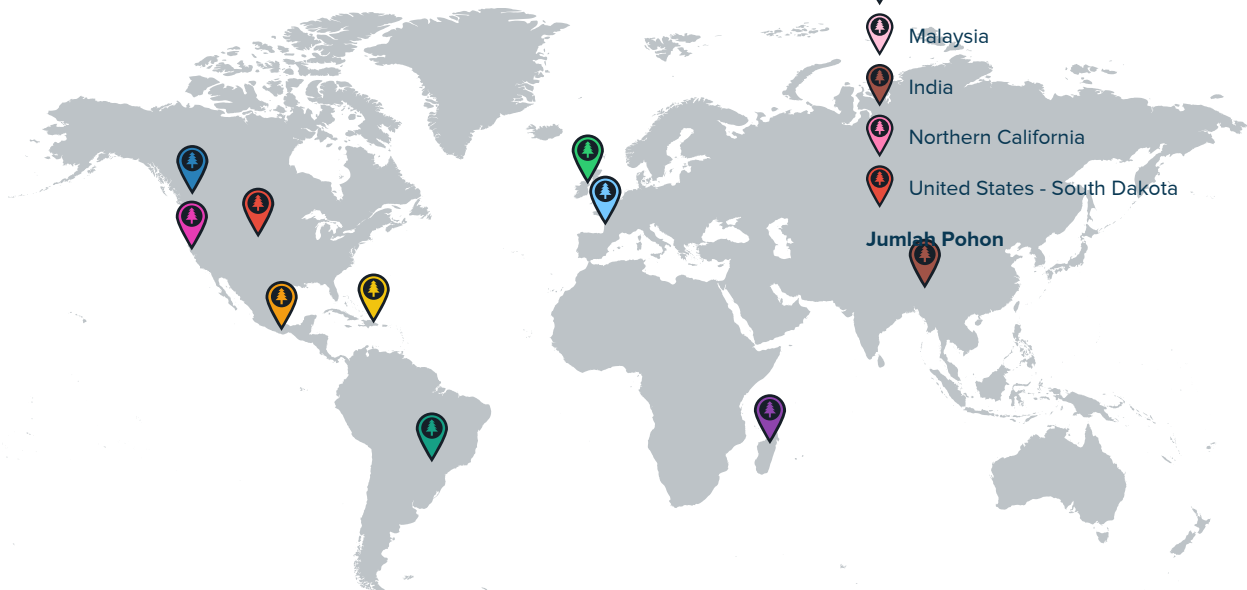 Malaysia
India
Northern California
United States - South Dakota
Jumlah Pohon